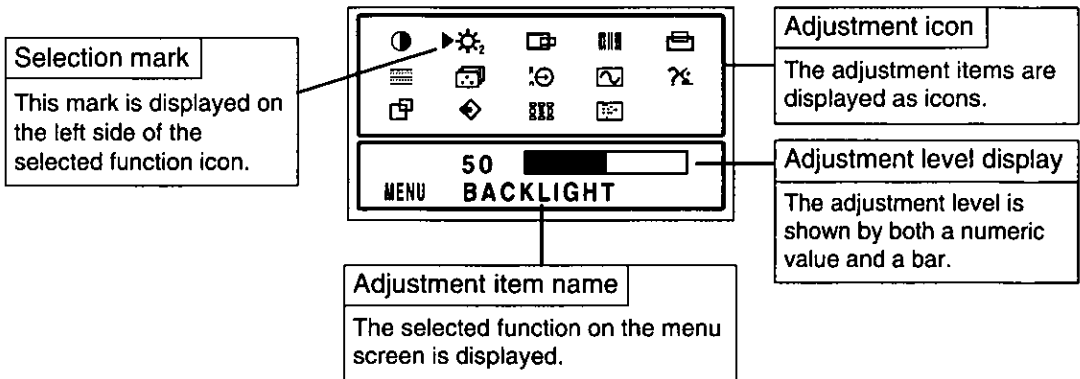 Selection mark
This mark is displayed on
the left side of the
selected function icon.
2
50
MENU BACKLIGHT
Adjustment icon
The adjustment items are
displayed as icons.
Adjustment level display
The adjustment level is
shown by both a numeric
value and a bar.
Adjustment item name
The selected function on the menu
screen is displayed.